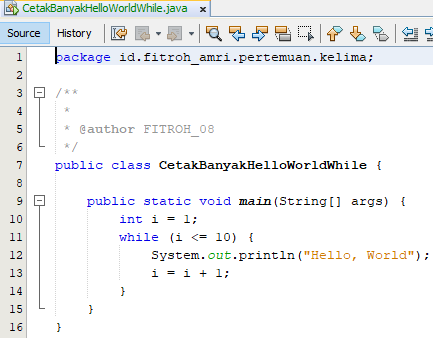 CetakBanyakHelloWorldWhile.java x
Source History
1 package id.fitroh_amri.pertemuan.kelima;
2
3 /**
4 *
5 * @author FITROH_08
6 */
7 public class CetakBanyakHelloWorldWhile {
8
9 public static void main(String[] args) {
10 int i = 1;
11 while (i <= 10) {
12 System.out.println("Hello, World");
13 i = i + 1;
14 }
15 }
16 }